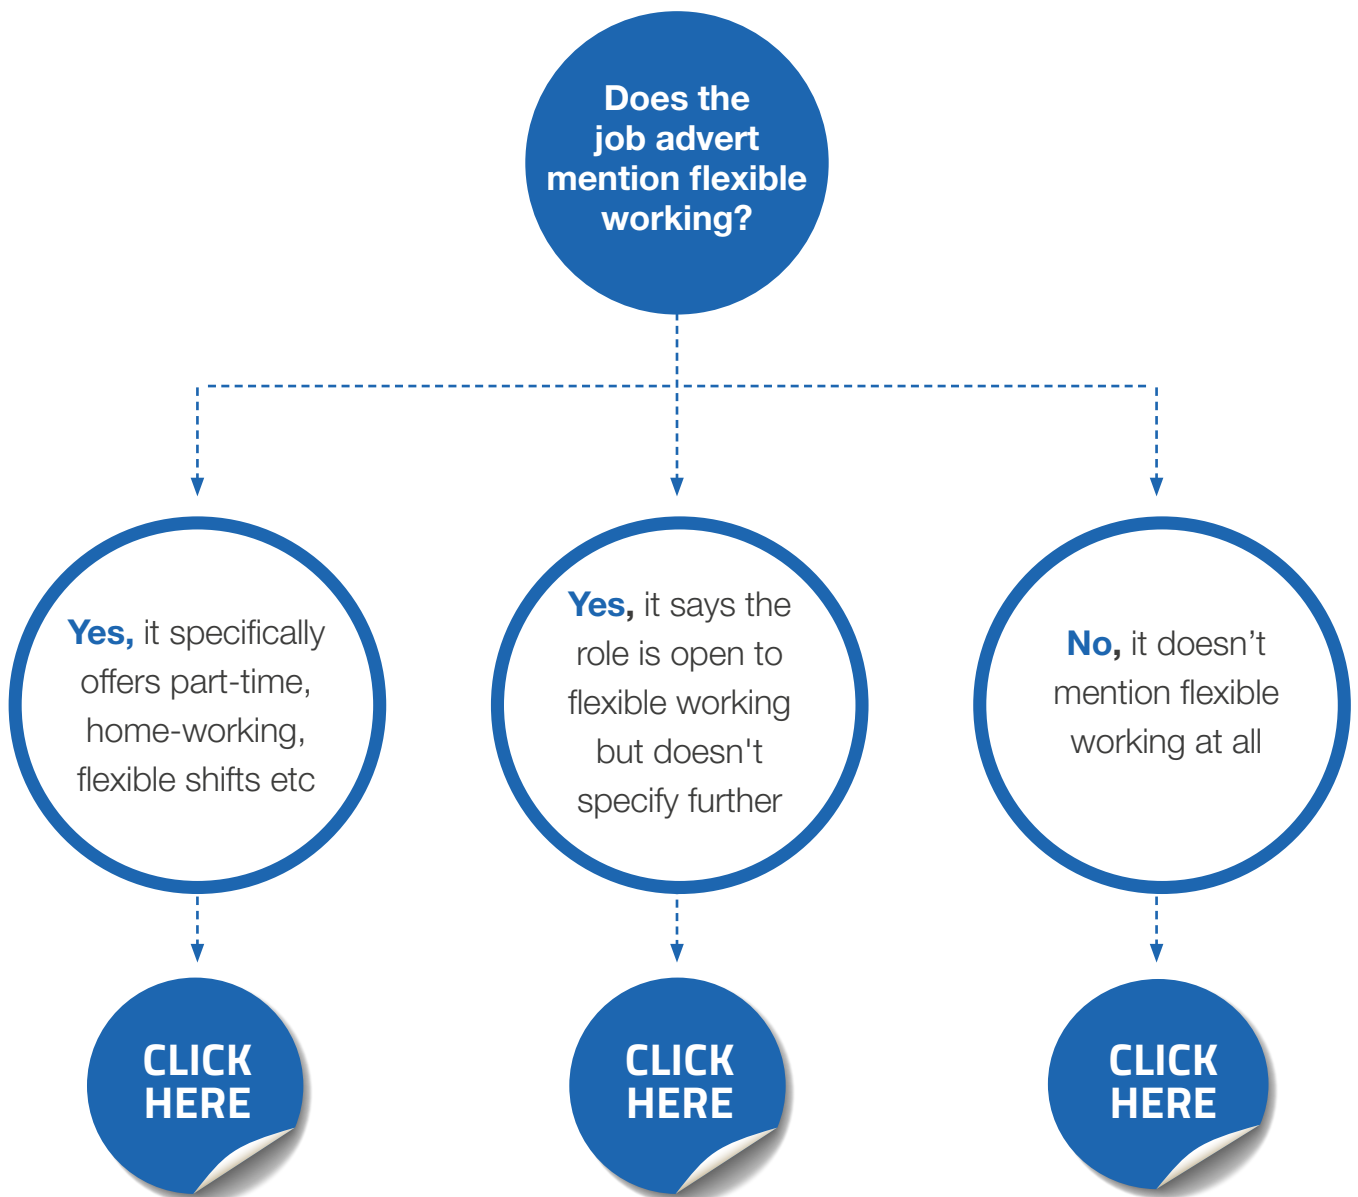 Does the
job advert
mention flexible
working?
Yes, it specifically
offers part-time,
home-working,
flexible shifts etc
Yes, it says the
role is open to
flexible working
but doesn't
specify further
No, it doesn’t
mention flexible
working at all
CLICK
HERE
CLICK
HERE
CLICK
HERE